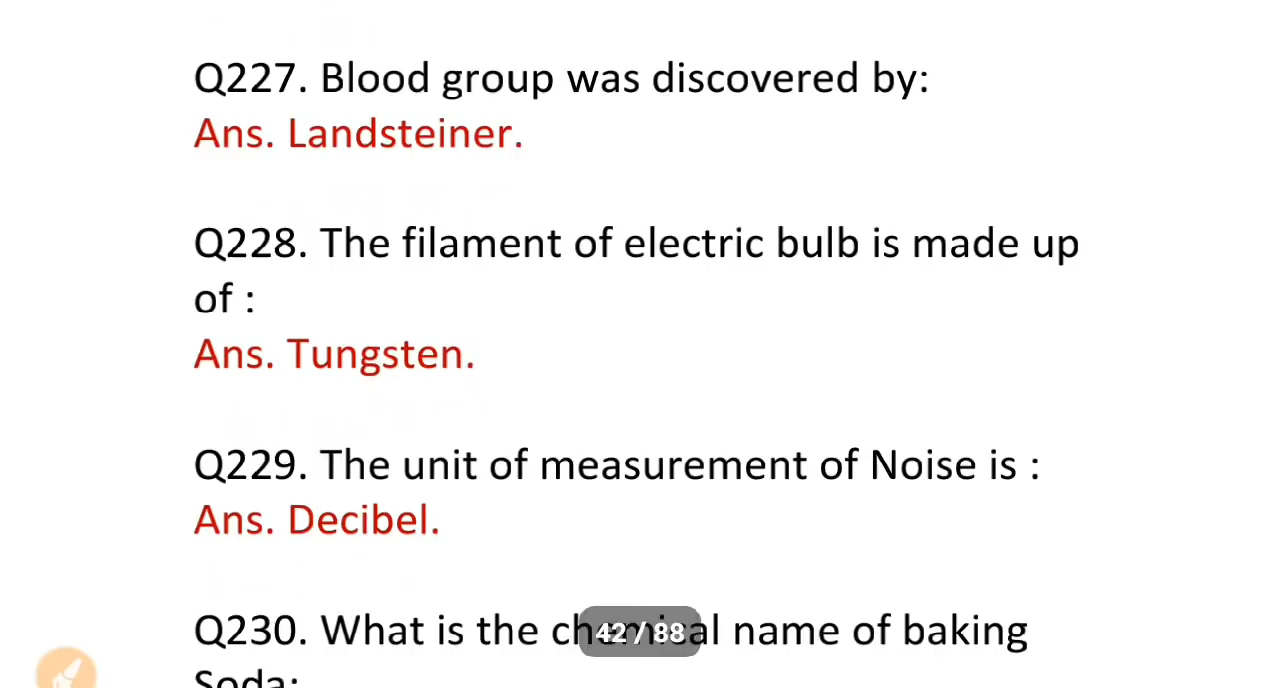 Q227. Blood group was discovered by:
Ans. Landsteiner.
Q228. The filament of electric bulb is made up
of :
Ans. Tungsten.
Q229. The unit of measurement of Noise is :
Ans. Decibel.
Q230. What is the chemical name of baking
42 / 88
Soda: